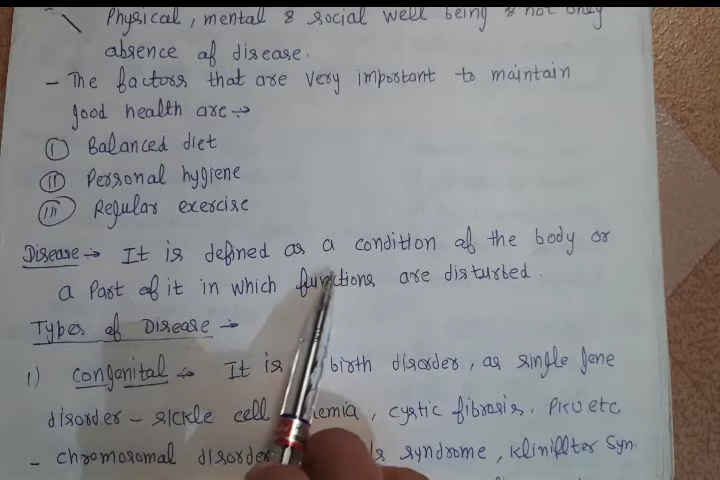 Physical, mental & social well being & not only
absence of disease.
- The factors that are very important to maintain
good health are →
(I) Balanced diet
(II) Personal hygiene
(III) Regular exercise
Disease → It is defined as a condition of the body or
a Part of it in which functions are disturbed.
Types of Disease →
1) Congenital → It is birth disorder, as single gene
disorder - sickle cell , cystic fibrosis, PKU etc
- chromosomal syndrome, Klinifilter Syn.